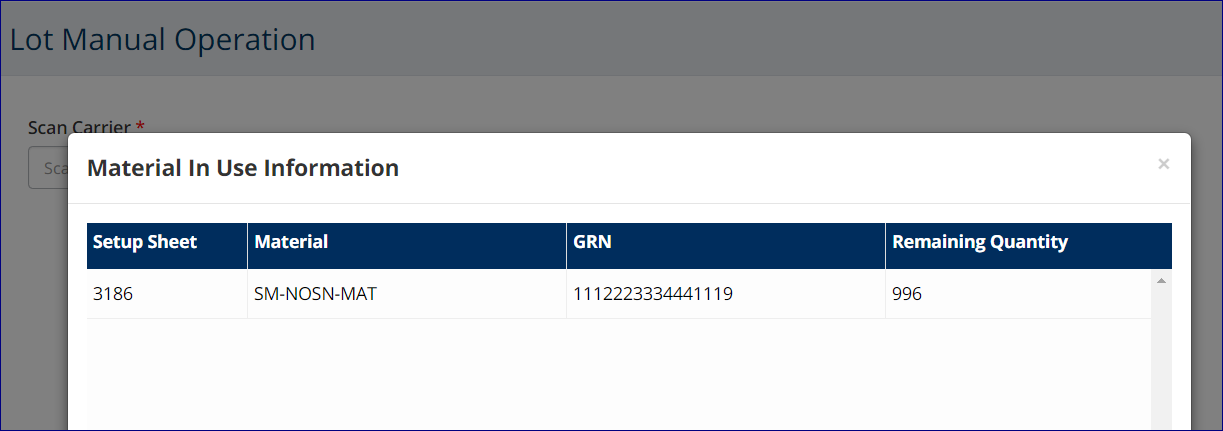 Lot Manual Operation
Scan Carrier *
Sca
Material In Use Information
×
Setup Sheet Material GRN Remaining Quantity
3186 SM-NOSN-MAT 1112223334441119 996